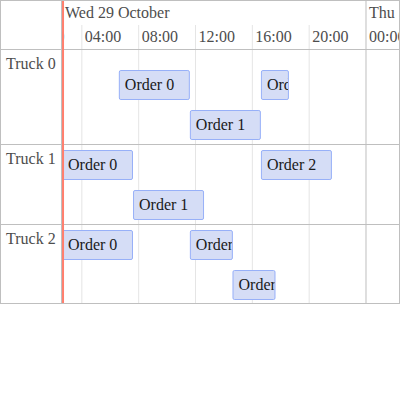 Wed 29 October Thu
04:00 08:00 12:00 16:00 20:00 00:00
Truck 0
Order 0
Order 1
Truck 1
Order 0 Order 2
Order 1
Truck 2
Order 0 Order
Order